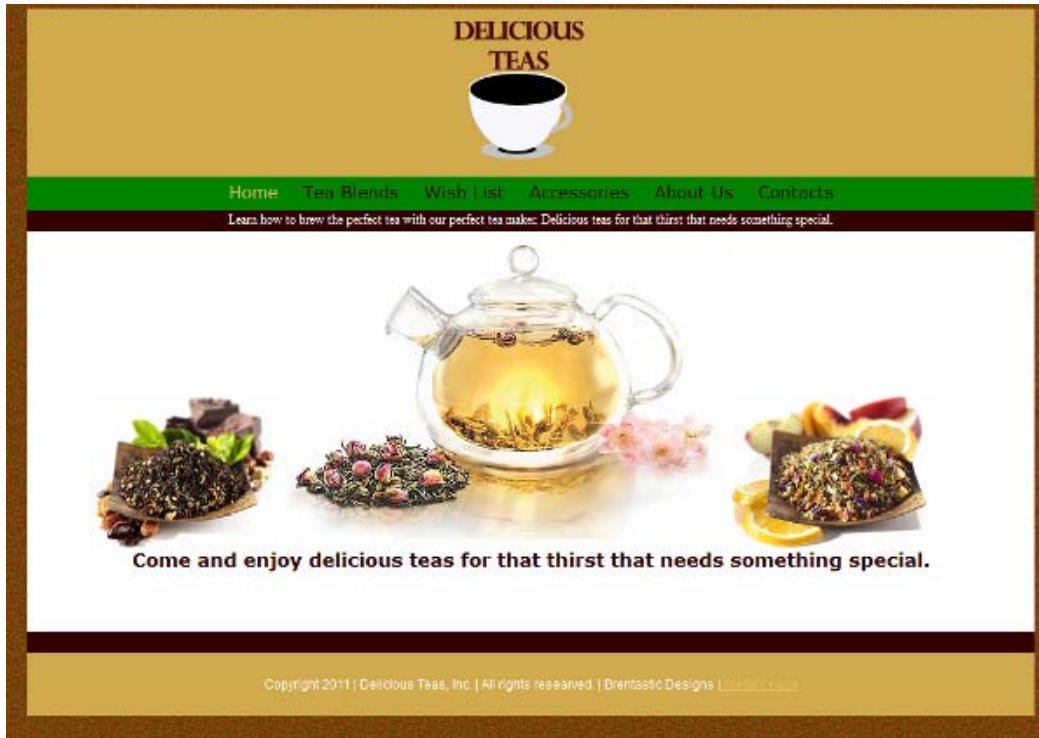 DELICIOUS
TEAS
Home Tea Blends Wish List Accessories About Us Contacts
Learn how to brew the perfect tea with our perfect tea maker. Delicious teas for that thirst that needs something special.
Come and enjoy delicious teas for that thirst that needs something special.
Copyright 2011 | Delicious Teas, Inc. | All rights researved. | Brentastic Designs |